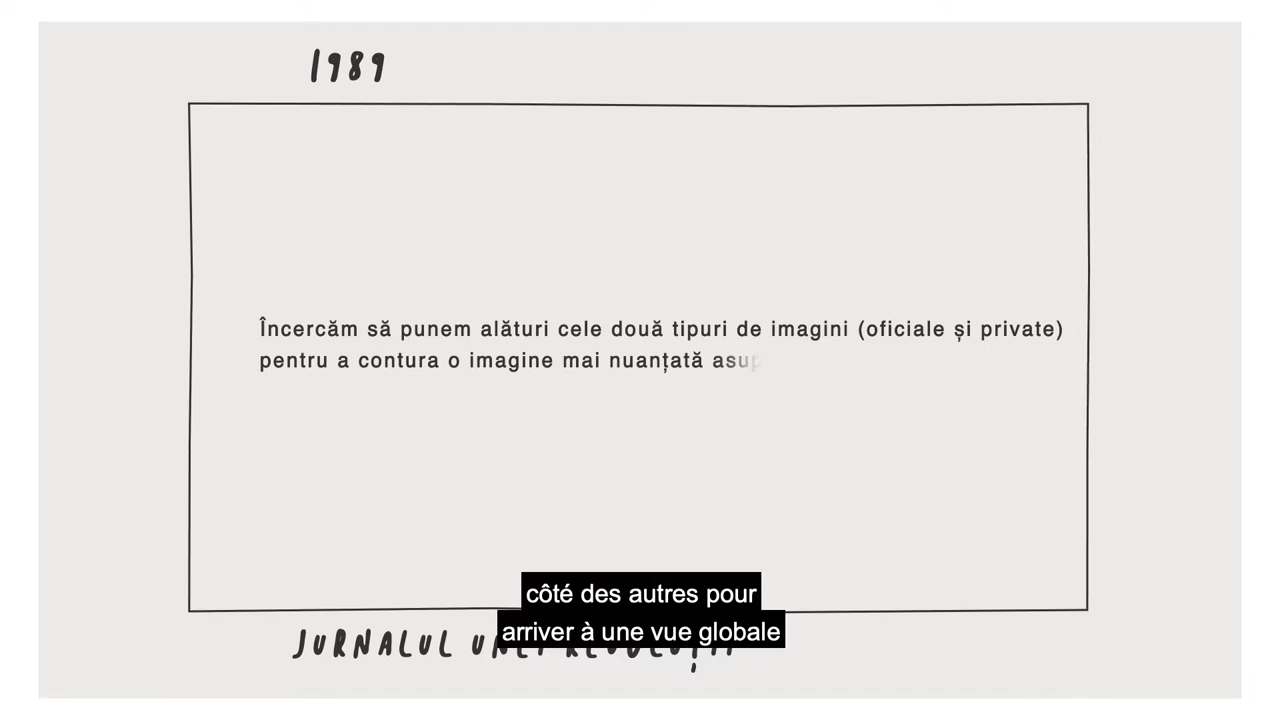 1989
Încercăm să punem alături cele două tipuri de imagini (oficiale și private)
pentru a contura o imagine mai nuanțată
côté des autres pour
arriver à une vue globale
JURNALUL